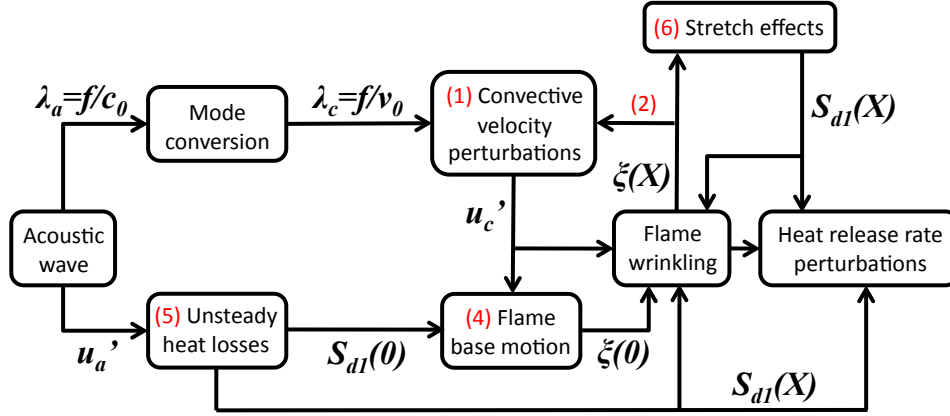 (6) Stretch effects
λa=f/c0
Mode
conversion
λc=f/v0
(1) Convective
velocity
perturbations
(2)
Sd1(X)
ξ(X)
uc’
Acoustic
wave
Flame
wrinkling
Heat release rate
perturbations
ua’
(5) Unsteady
heat losses
Sd1(0)
(4) Flame
base motion
ξ(0)
Sd1(X)